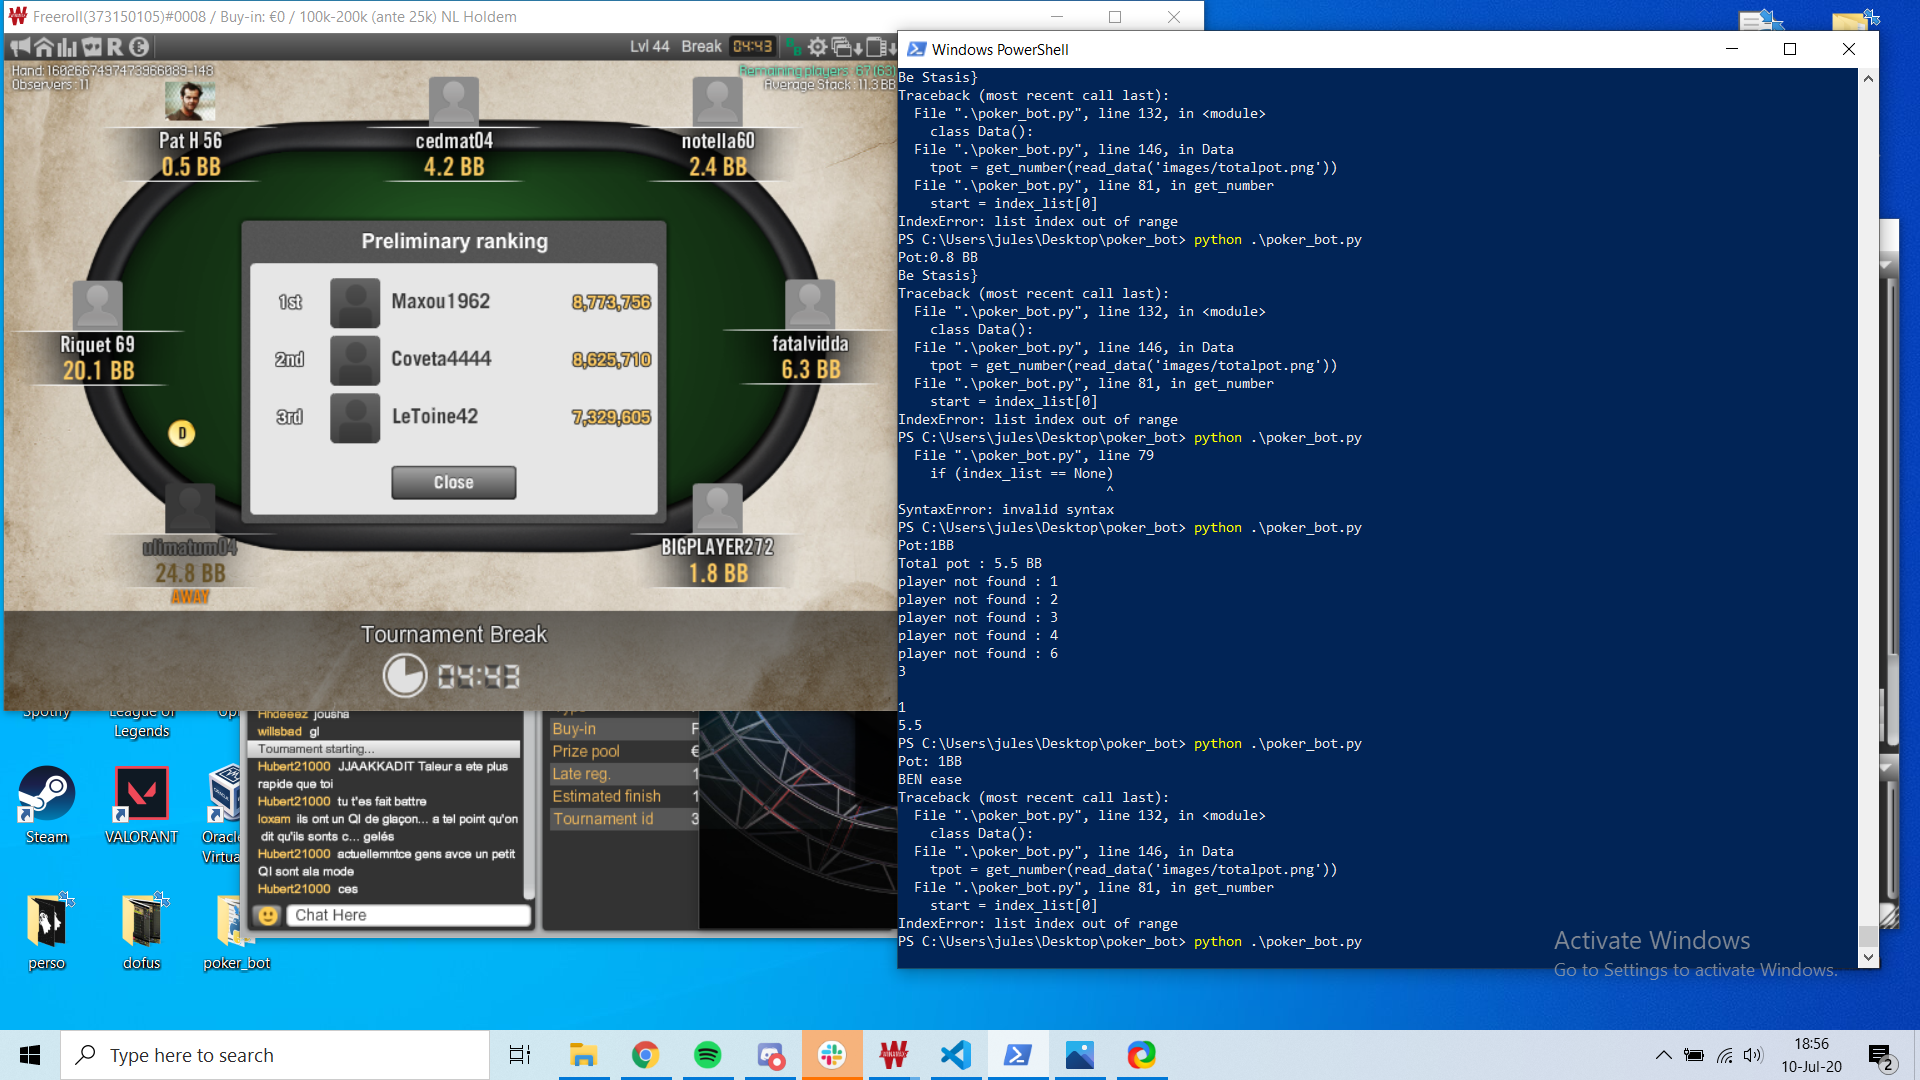 Freeroll(373150105)#0008 / Buy-in: €0 / 100k-200k (ante 25k) NL Holdem
Lvl 44 Break 04:43
Hand: 1602667497473966089-148
Observers : 11
Remaining players : 67 (63)
Average Stack : 11.3 BB
Pat H 56
0.5 BB
cedmat04
4.2 BB
notella60
2.4 BB
Riquet 69
20.1 BB
fatalvidda
6.3 BB
ulimatum04
24.8 BB
AWAY
BIGPLAYER272
1.8 BB
D
Preliminary ranking
1st Maxou1962 8,773,756
2nd Coveta4444 8,625,710
3rd LeToine42 7,329,605
Close
Tournament Break
04:43
Windows PowerShell
Be Stasis}
Traceback (most recent call last):
File ".\poker_bot.py", line 132, in <module>
class Data():
File ".\poker_bot.py", line 146, in Data
tpot = get_number(read_data('images/totalpot.png'))
File ".\poker_bot.py", line 81, in get_number
start = index_list[0]
IndexError: list index out of range
PS C:\Users\jules\Desktop\poker_bot> python .\poker_bot.py
Pot:0.8 BB
Be Stasis}
Traceback (most recent call last):
File ".\poker_bot.py", line 132, in <module>
class Data():
File ".\poker_bot.py", line 146, in Data
tpot = get_number(read_data('images/totalpot.png'))
File ".\poker_bot.py", line 81, in get_number
start = index_list[0]
IndexError: list index out of range
PS C:\Users\jules\Desktop\poker_bot> python .\poker_bot.py
File ".\poker_bot.py", line 79
if (index_list == None)
^
SyntaxError: invalid syntax
PS C:\Users\jules\Desktop\poker_bot> python .\poker_bot.py
Pot:1BB
Total pot : 5.5 BB
player not found : 1
player not found : 2
player not found : 3
player not found : 4
player not found : 6
3
1
5.5
PS C:\Users\jules\Desktop\poker_bot> python .\poker_bot.py
Pot: 1BB
BEN ease
Traceback (most recent call last):
File ".\poker_bot.py", line 132, in <module>
class Data():
File ".\poker_bot.py", line 146, in Data
tpot = get_number(read_data('images/totalpot.png'))
File ".\poker_bot.py", line 81, in get_number
start = index_list[0]
IndexError: list index out of range
PS C:\Users\jules\Desktop\poker_bot> python .\poker_bot.py
Activate Windows
Go to Settings to activate Windows.
Spotify
League of
Legends
Steam
VALORANT
Oracle
perso
dofus
poker_bot
Hndeeez jousha
willsbad gl
Tournament starting...
Hubert21000 JJAAKKADIT Taleur a ete plus
rapide que toi
Hubert21000 tu t'es fait battre
loxam ils ont un QI de glaçon... a tel point qu'on
dit qu'ils sonts c... gelés
Hubert21000 actuellemntce gens avce un petit
QI sont ala mode
Hubert21000 ces
Chat Here
Buy-in F
Prize pool €
Late reg. 1
Estimated finish 1
Tournament id 3
Type here to search
18:56
10-Jul-20
2